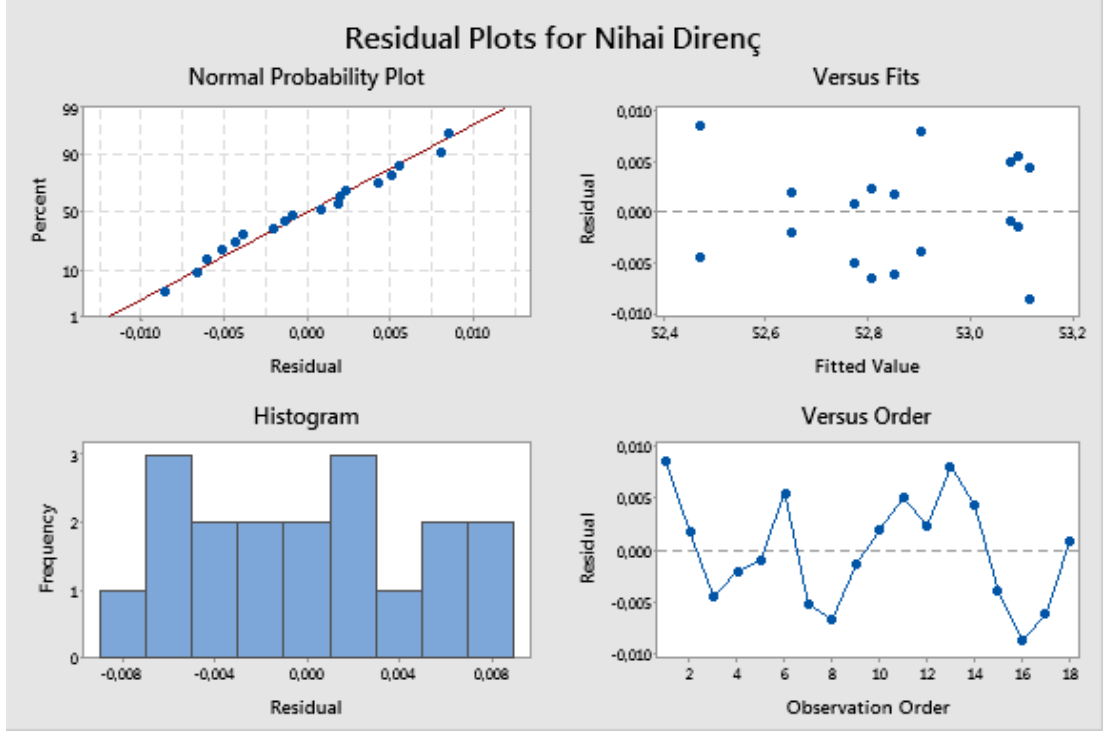 Residual Plots for Nihai Direnç
Normal Probability Plot
99
90
50
10
1
Percent
-0,010 -0,005 0,000 0,005 0,010
Residual
Versus Fits
0,010
0,005
0,000
-0,005
-0,010
Residual
52,4 52,6 52,8 53,0 53,2
Fitted Value
Histogram
3
2
1
0
Frequency
-0,008 -0,004 0,000 0,004 0,008
Residual
Versus Order
0,010
0,005
0,000
-0,005
-0,010
Residual
2 4 6 8 10 12 14 16 18
Observation Order